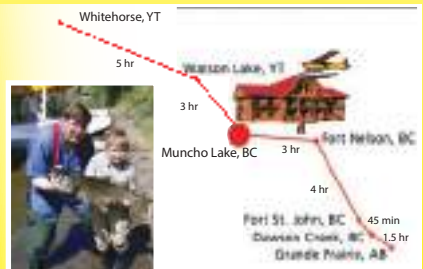 Whitehorse, YT
5 hr
Watson Lake, YT
3 hr
Muncho Lake, BC
3 hr
Fort Nelson, BC
4 hr
Fort St. John, BC
45 min
Dawson Creek, BC
1.5 hr
Grande Prairie, AB